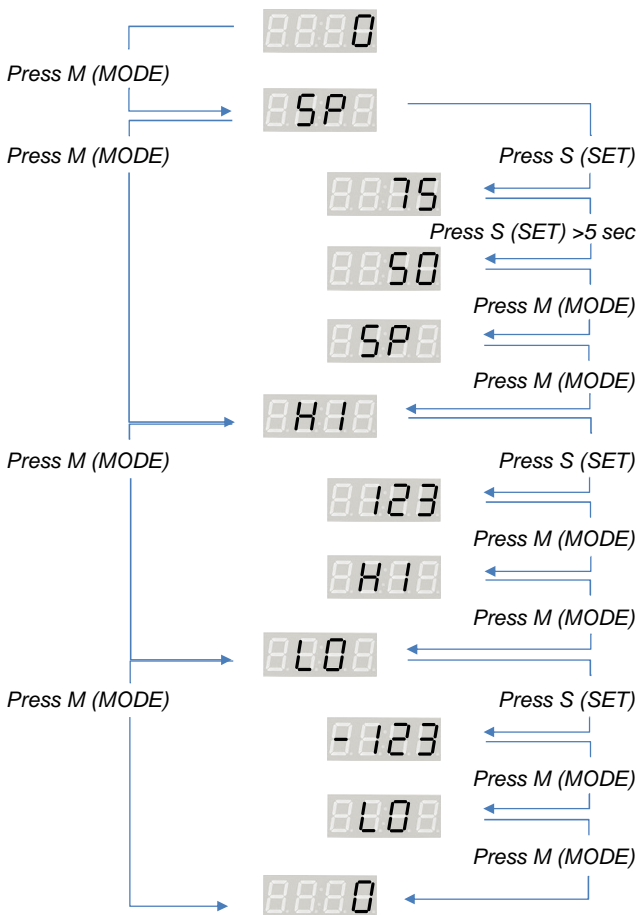 0
Press M (MODE)
SP
Press M (MODE)
Press S (SET)
75
Press S (SET) >5 sec
50
Press M (MODE)
SP
Press M (MODE)
HI
Press M (MODE)
Press S (SET)
123
Press M (MODE)
HI
Press M (MODE)
LO
Press M (MODE)
Press S (SET)
-123
Press M (MODE)
LO
Press M (MODE)
0